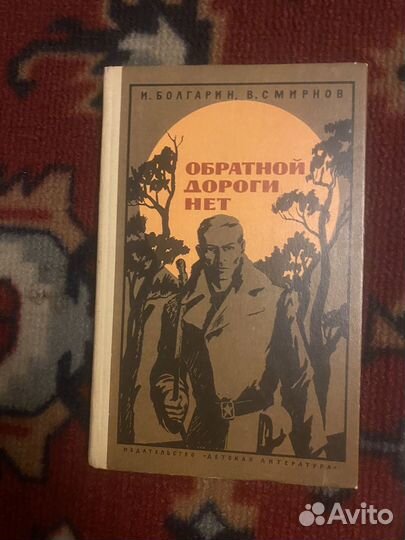 И. БОЛГАРИН, В. СМИРНОВ
ОБРАТНОЙ
ДОРОГИ
НЕТ
ИЗДАТЕЛЬСТВО «ДЕТСКАЯ ЛИТЕРАТУРА»
Avito